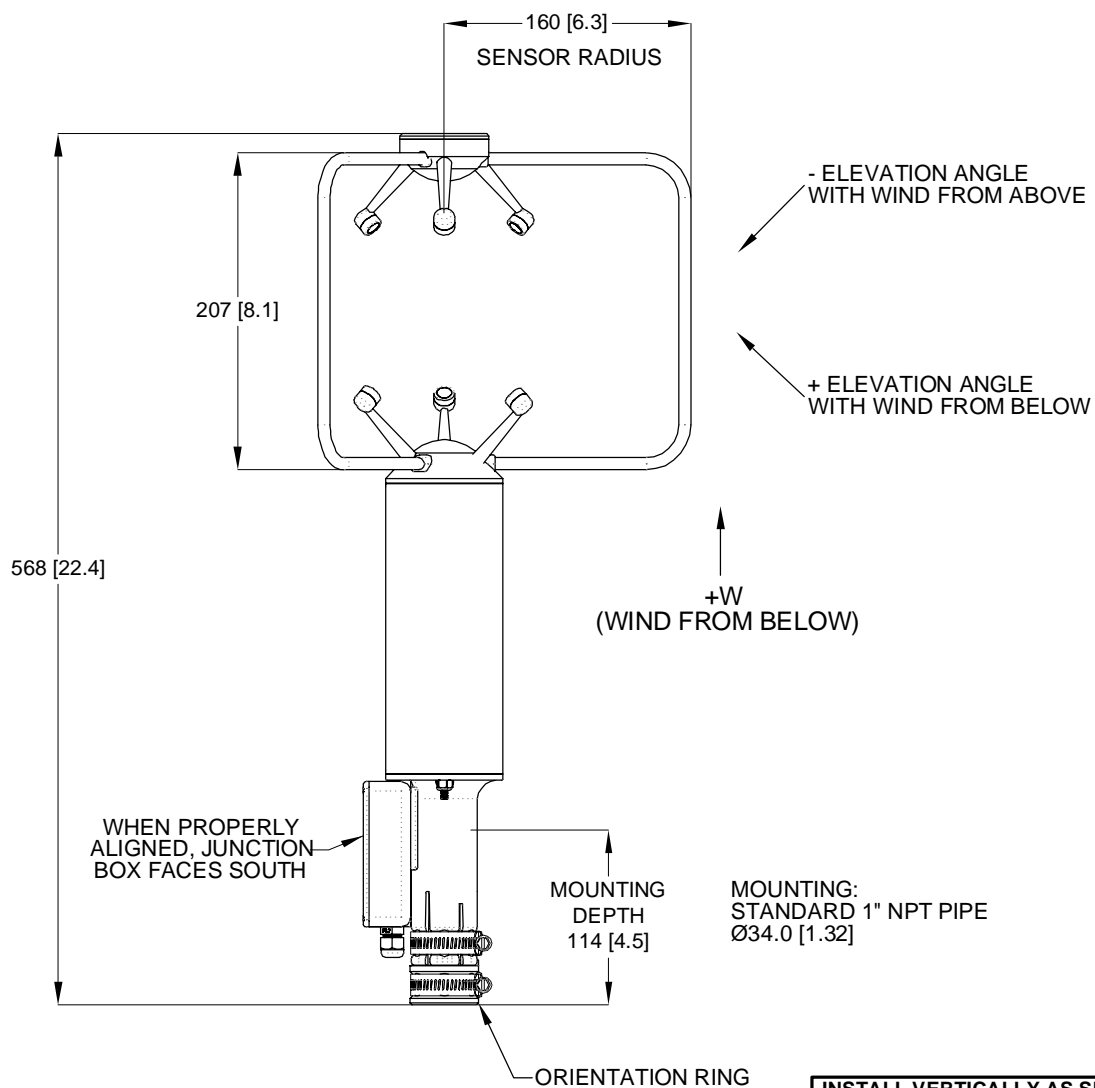 160 [6.3]
SENSOR RADIUS
- ELEVATION ANGLE
WITH WIND FROM ABOVE
207 [8.1]
+ ELEVATION ANGLE
WITH WIND FROM BELOW
568 [22.4]
+W
(WIND FROM BELOW)
WHEN PROPERLY
ALIGNED, JUNCTION
BOX FACES SOUTH
MOUNTING
DEPTH
114 [4.5]
MOUNTING:
STANDARD 1" NPT PIPE
Ø34.0 [1.32]
ORIENTATION RING
INSTALL VERTICALLY AS